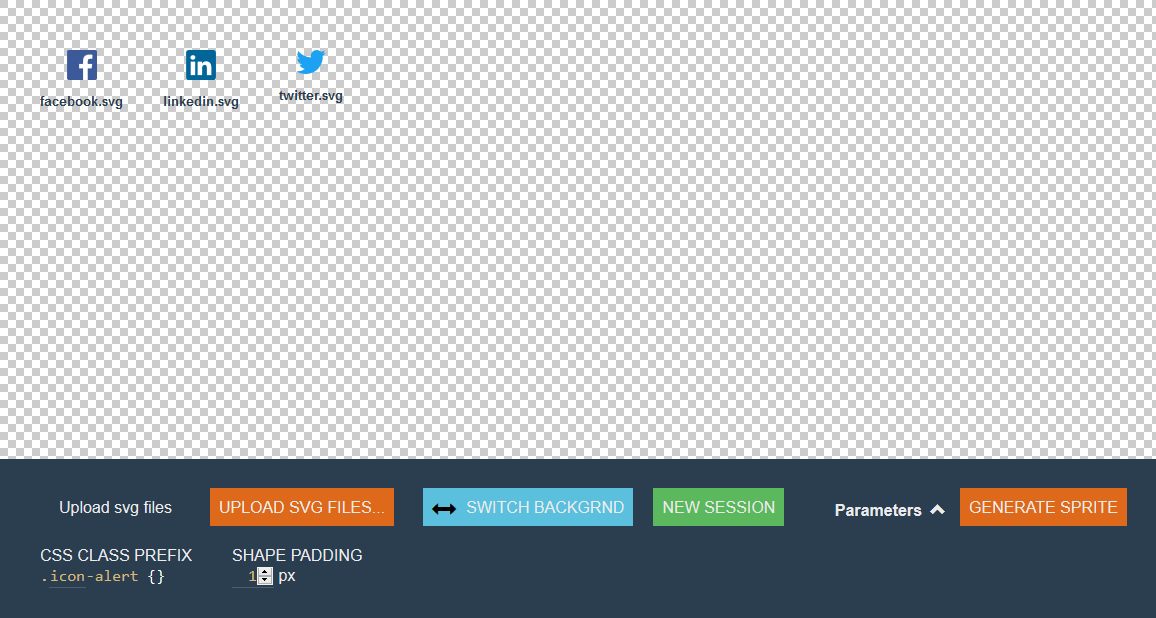 facebook.svg
linkedin.svg
twitter.svg
Upload svg files
UPLOAD SVG FILES...
SWITCH BACKGRND
NEW SESSION
Parameters
GENERATE SPRITE
CSS CLASS PREFIX
.icon-alert {}
SHAPE PADDING
1 px